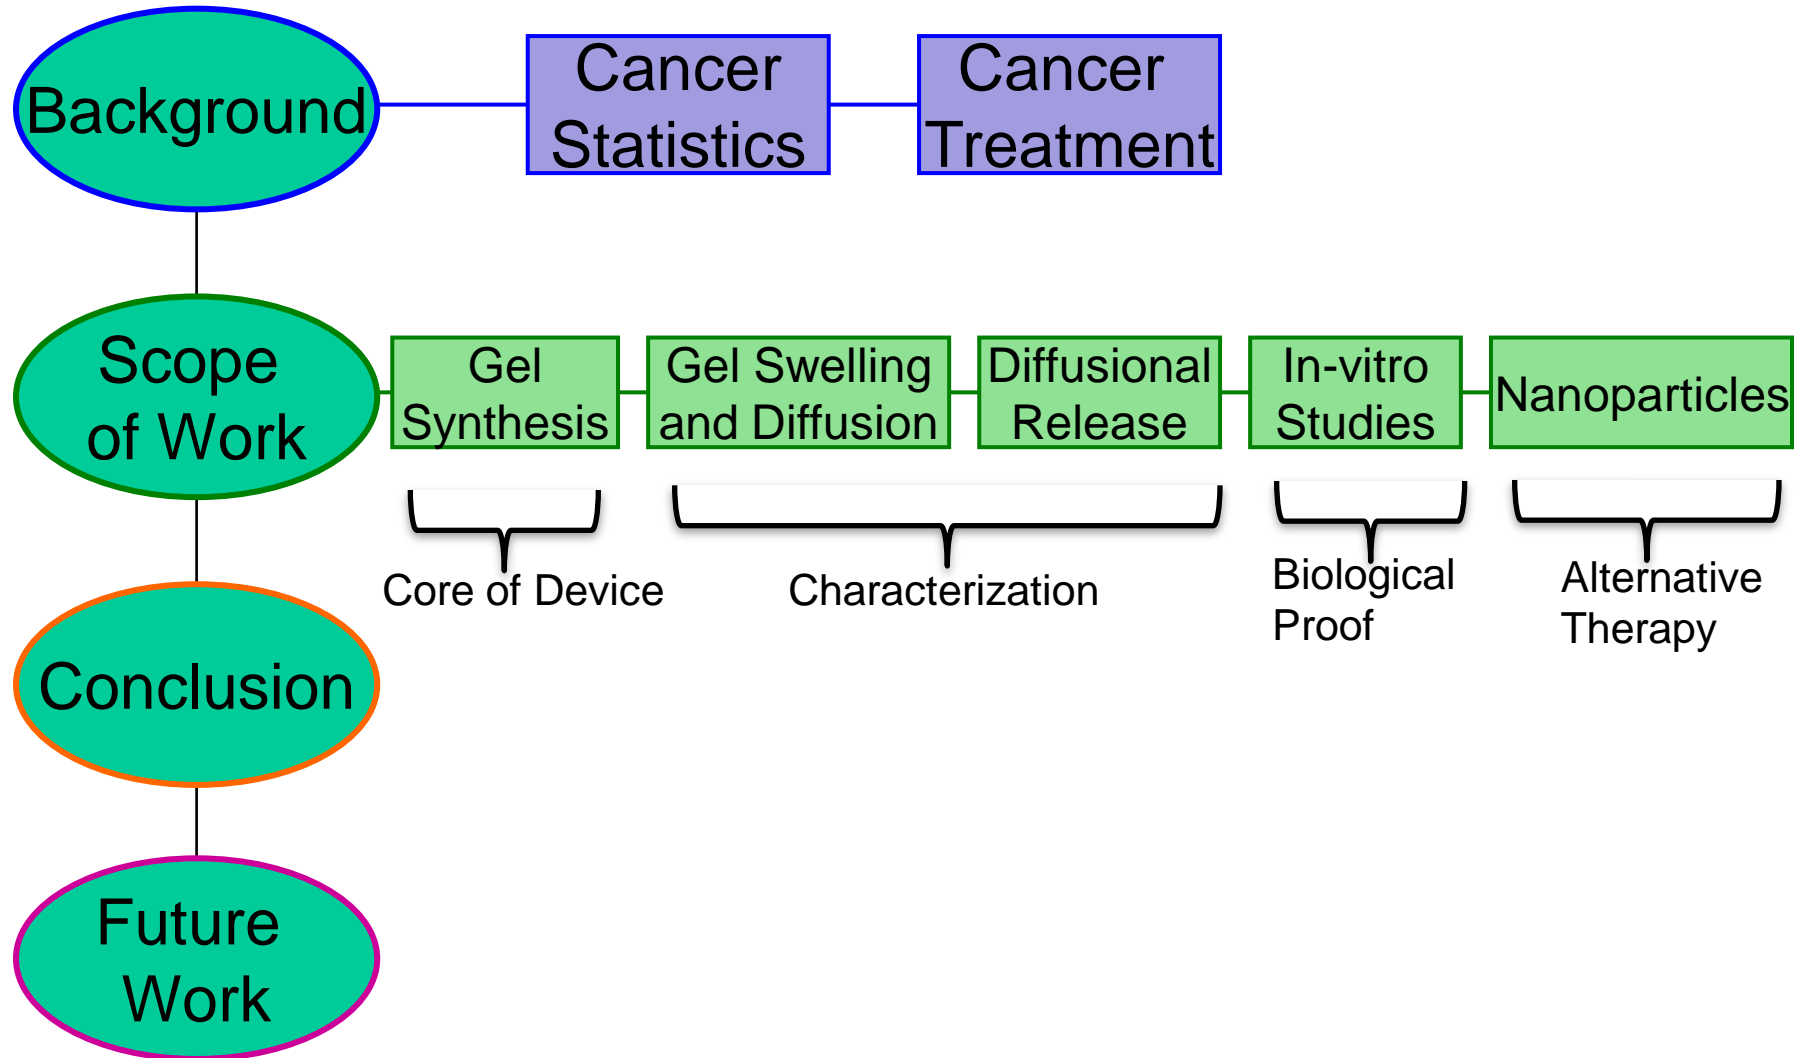 Background
Cancer
Statistics
Cancer
Treatment
Scope
of Work
Gel
Synthesis
Gel Swelling
and Diffusion
Diffusional
Release
In-vitro
Studies
Nanoparticles
Core of Device
Characterization
Biological
Proof
Alternative
Therapy
Conclusion
Future
Work